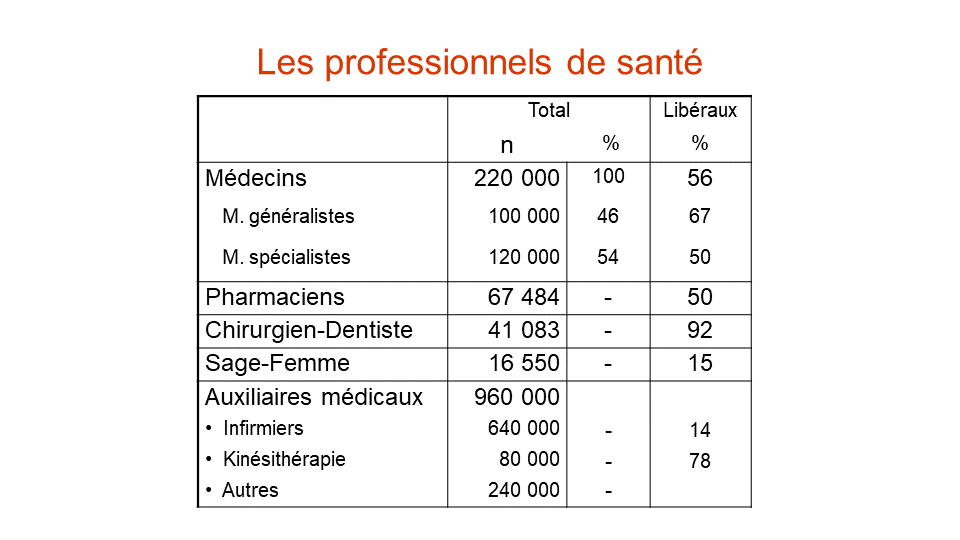 Les professionnels de santé
Total Libéraux
n % %
Médecins 220 000 100 56
M. généralistes 100 000 46 67
M. spécialistes 120 000 54 50
Pharmaciens 67 484 - 50
Chirurgien-Dentiste 41 083 - 92
Sage-Femme 16 550 - 15
Auxiliaires médicaux 960 000
• Infirmiers 640 000 - 14
• Kinésithérapie 80 000 - 78
• Autres 240 000 -